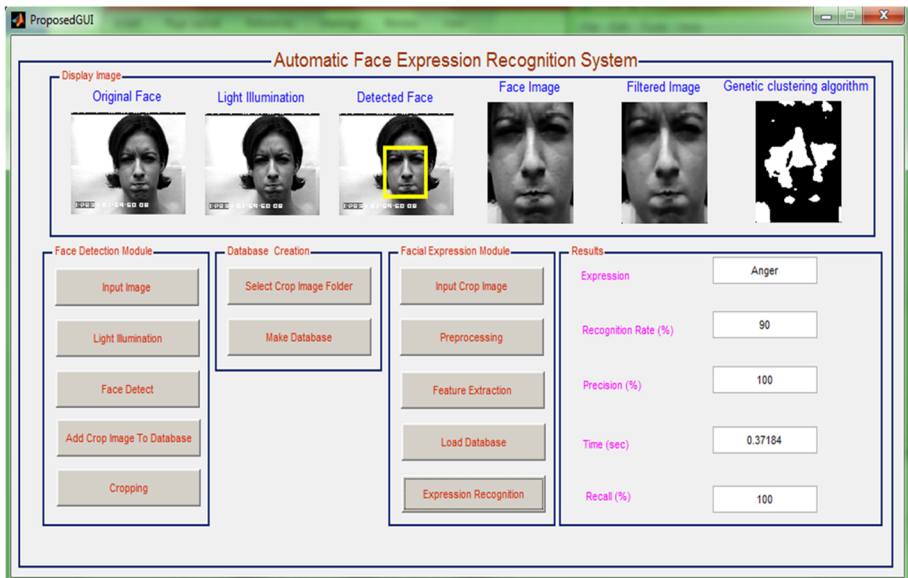 ProposedGUI
Automatic Face Expression Recognition System
Display Image
Original Face
Light Illumination
Detected Face
Face Image
Filtered Image
Genetic clustering algorithm
Face Detection Module
Input Image
Light Illumination
Face Detect
Add Crop Image To Database
Cropping
Database Creation
Select Crop Image Folder
Make Database
Facial Expression Module
Input Crop Image
Preprocessing
Feature Extraction
Load Database
Expression Recognition
Results
Expression
Anger
Recognition Rate (%)
90
Precision (%)
100
Time (sec)
0.37184
Recall (%)
100